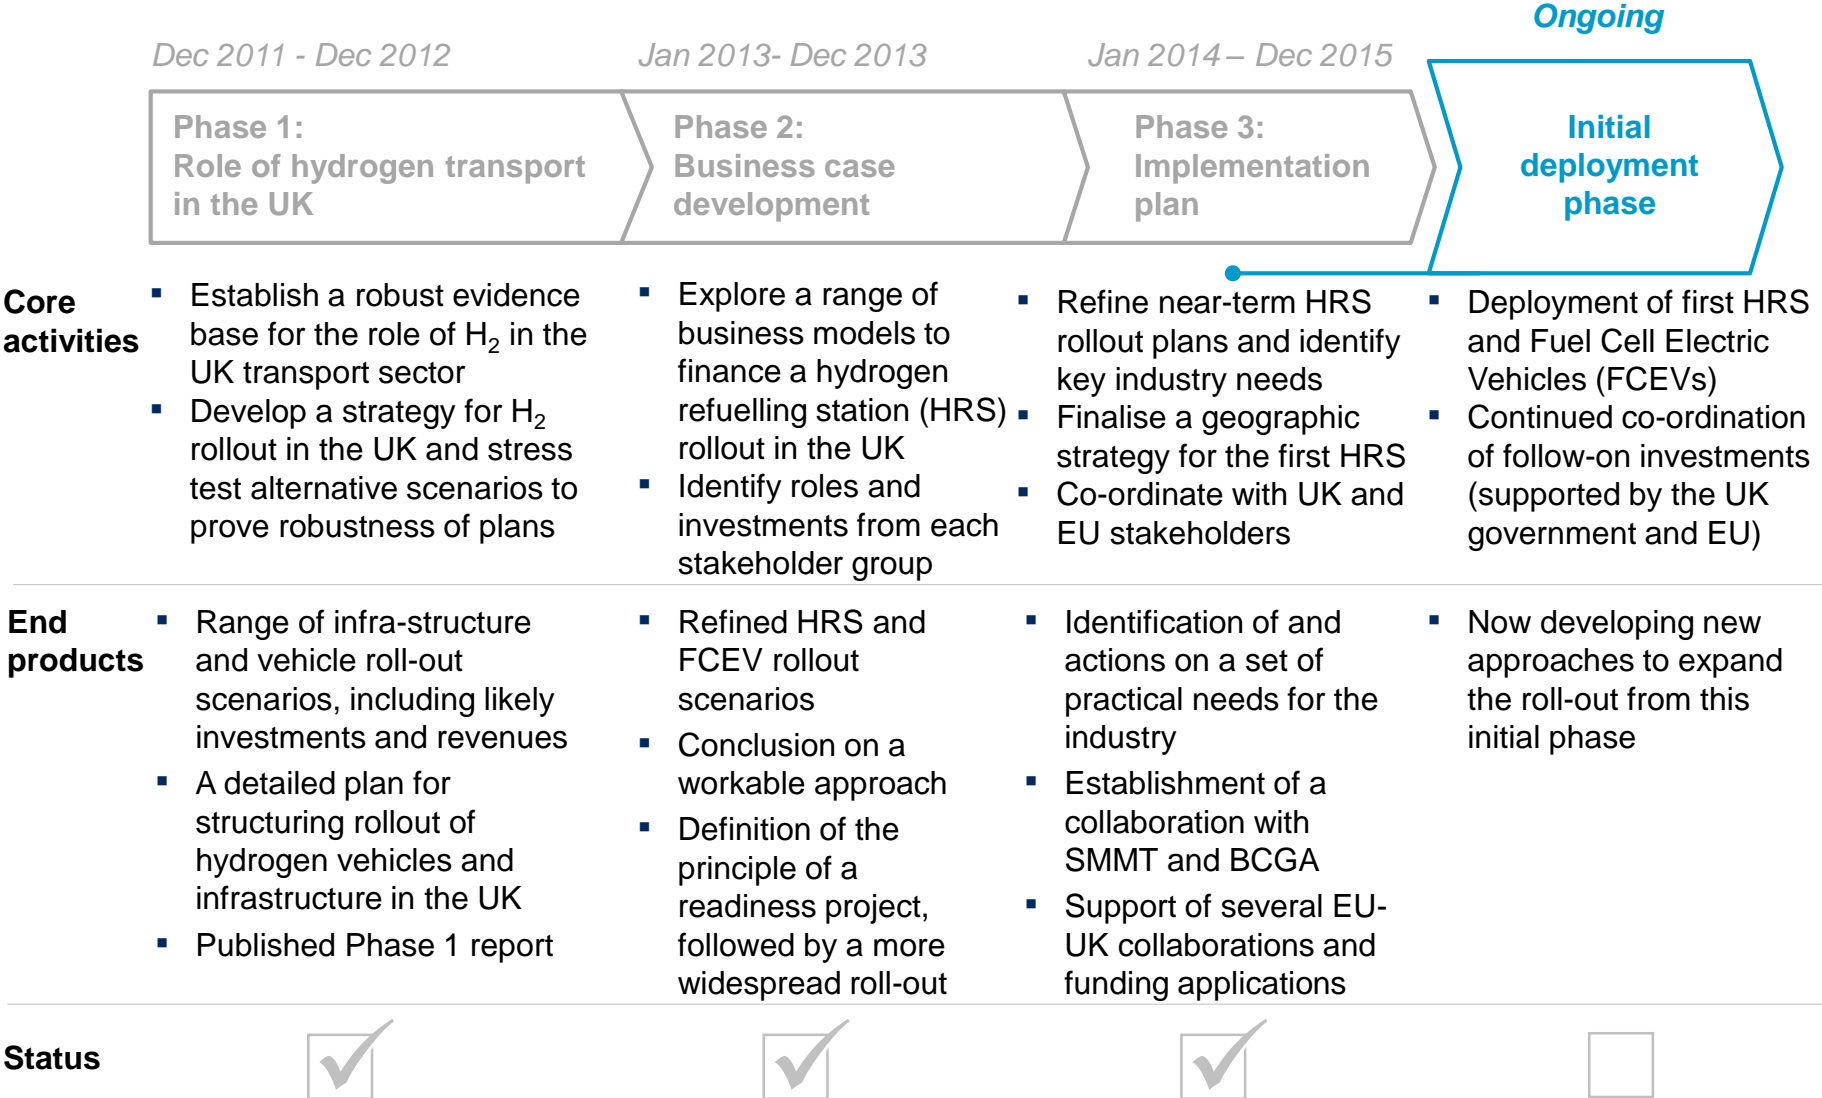 Ongoing
Dec 2011 - Dec 2012
Jan 2013- Dec 2013
Jan 2014 – Dec 2015
Phase 1:
Role of hydrogen transport
in the UK
Phase 2:
Business case
development
Phase 3:
Implementation
plan
Initial
deployment
phase
Core
activities
▪ Establish a robust evidence
base for the role of H₂ in the
UK transport sector
▪ Develop a strategy for H₂
rollout in the UK and stress
test alternative scenarios to
prove robustness of plans
▪ Explore a range of
business models to
finance a hydrogen
refuelling station (HRS)
rollout in the UK
▪ Identify roles and
investments from each
stakeholder group
▪ Refine near-term HRS
rollout plans and identify
key industry needs
▪ Finalise a geographic
strategy for the first HRS
▪ Co-ordinate with UK and
EU stakeholders
▪ Deployment of first HRS
and Fuel Cell Electric
Vehicles (FCEVs)
▪ Continued co-ordination
of follow-on investments
(supported by the UK
government and EU)
End
products
▪ Range of infra-structure
and vehicle roll-out
scenarios, including likely
investments and revenues
▪ A detailed plan for
structuring rollout of
hydrogen vehicles and
infrastructure in the UK
▪ Published Phase 1 report
▪ Refined HRS and
FCEV rollout
scenarios
▪ Conclusion on a
workable approach
▪ Definition of the
principle of a
readiness project,
followed by a more
widespread roll-out
▪ Identification of and
actions on a set of
practical needs for the
industry
▪ Establishment of a
collaboration with
SMMT and BCGA
▪ Support of several EU-
UK collaborations and
funding applications
▪ Now developing new
approaches to expand
the roll-out from this
initial phase
Status